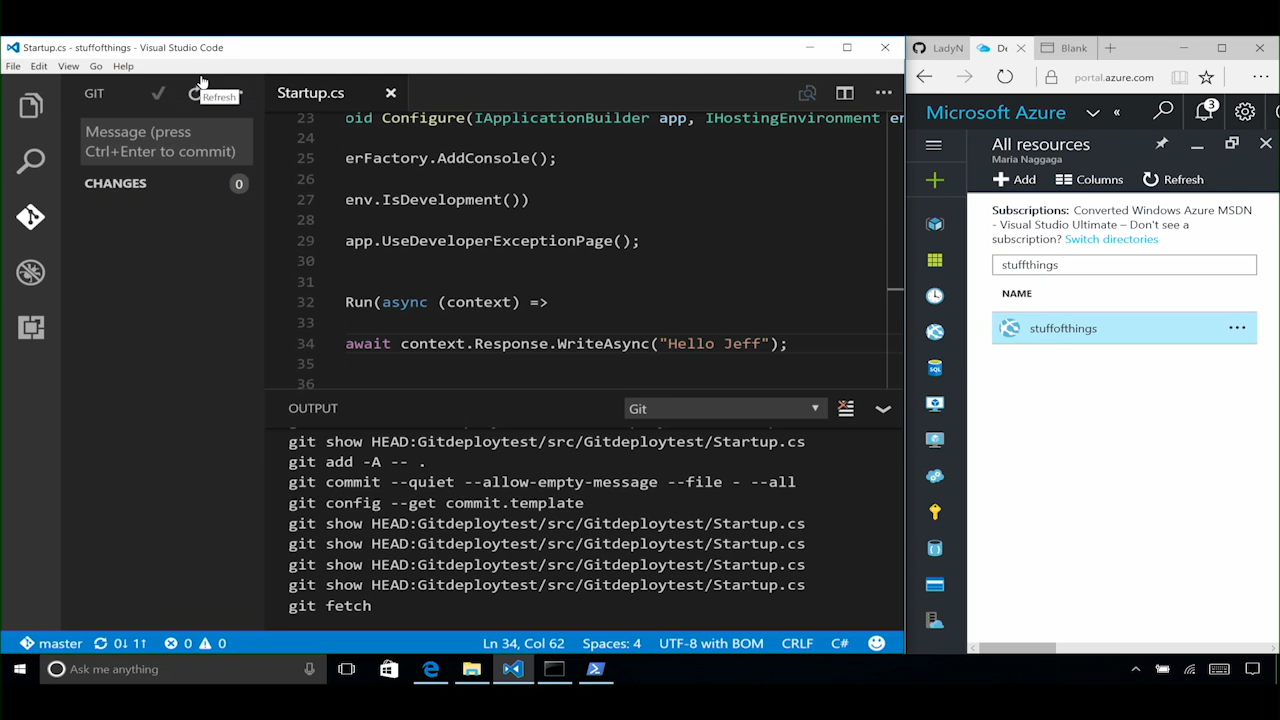 Startup.cs - stuffofthings - Visual Studio Code
File Edit View Go Help
GIT
Refresh
Message (press
Ctrl+Enter to commit)
CHANGES 0
Startup.cs
23 oid Configure(IApplicationBuilder app, IHostingEnvironment en
24
25 erFactory.AddConsole();
26
27 env.IsDevelopment())
28
29 app.UseDeveloperExceptionPage();
30
31
32 Run(async (context) =>
33
34 await context.Response.WriteAsync("Hello Jeff");
35
36
OUTPUT
Git
git show HEAD:Gitdeploytest/src/Gitdeploytest/Startup.cs
git add -A -- .
git commit --quiet --allow-empty-message --file - --all
git config --get commit.template
git show HEAD:Gitdeploytest/src/Gitdeploytest/Startup.cs
git show HEAD:Gitdeploytest/src/Gitdeploytest/Startup.cs
git show HEAD:Gitdeploytest/src/Gitdeploytest/Startup.cs
git show HEAD:Gitdeploytest/src/Gitdeploytest/Startup.cs
git fetch
master 0↓ 1↑ 0 0 Ln 34, Col 62 Spaces: 4 UTF-8 with BOM CRLF C#
Ask me anything
LadyN De Blank
portal.azure.com
Microsoft Azure
3
All resources
Maria Naggaga
Add Columns Refresh
Subscriptions: Converted Windows Azure MSDN
- Visual Studio Ultimate – Don't see a
subscription? Switch directories
stuffthings
NAME
stuffofthings
SQL